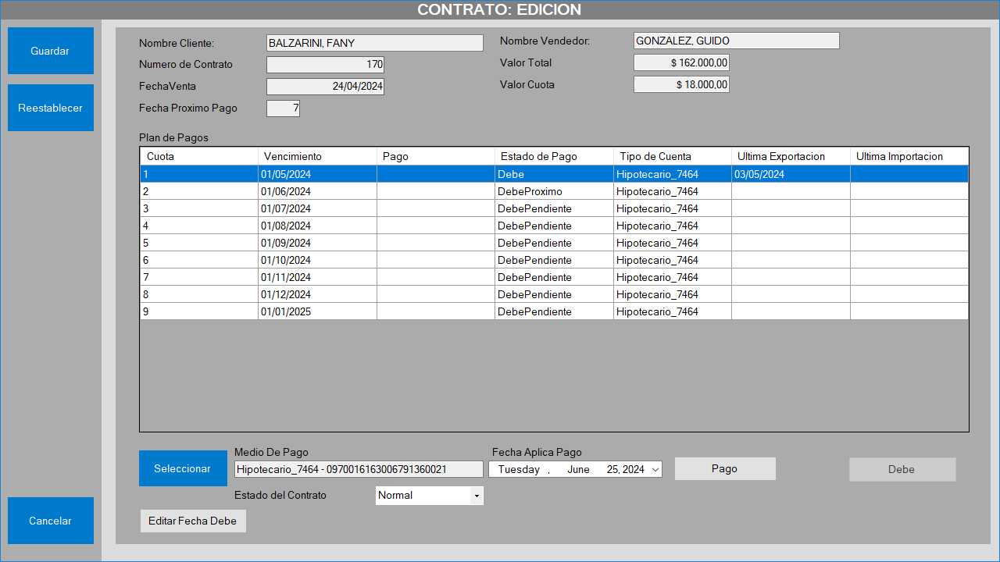 CONTRATO: EDICION
Guardar
Reestablecer
Cancelar
Nombre Cliente: BALZARINI, FANY
Numero de Contrato 170
FechaVenta 24/04/2024
Fecha Proximo Pago 7
Nombre Vendedor: GONZALEZ, GUIDO
Valor Total $ 162.000,00
Valor Cuota $ 18.000,00
Plan de Pagos
Cuota Vencimiento Pago Estado de Pago Tipo de Cuenta Ultima Exportacion Ultima Importacion
1 01/05/2024 Debe Hipotecario_7464 03/05/2024
2 01/06/2024 DebeProximo Hipotecario_7464
3 01/07/2024 DebePendiente Hipotecario_7464
4 01/08/2024 DebePendiente Hipotecario_7464
5 01/09/2024 DebePendiente Hipotecario_7464
6 01/10/2024 DebePendiente Hipotecario_7464
7 01/11/2024 DebePendiente Hipotecario_7464
8 01/12/2024 DebePendiente Hipotecario_7464
9 01/01/2025 DebePendiente Hipotecario_7464
Seleccionar
Medio De Pago
Hipotecario_7464 - 0970016163006791360021
Fecha Aplica Pago
Tuesday , June 25, 2024
Pago
Debe
Estado del Contrato Normal
Editar Fecha Debe